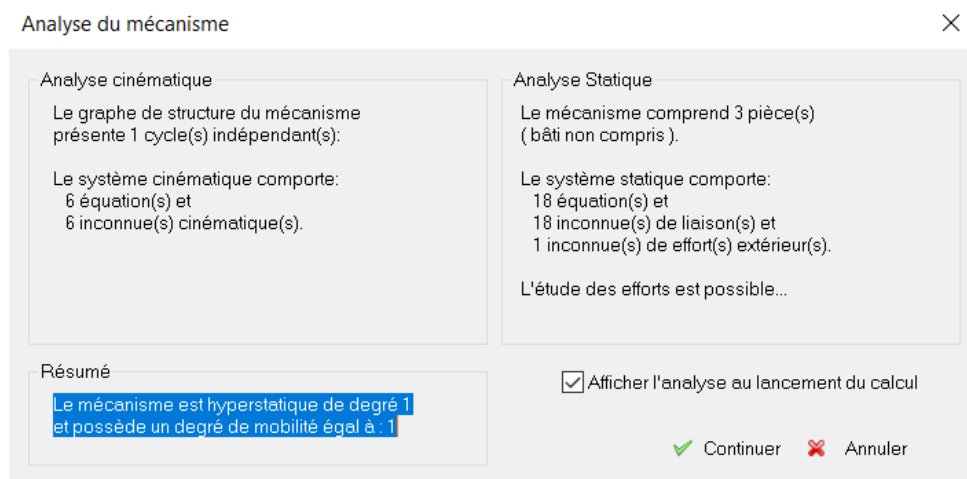 Analyse du mécanisme
Analyse cinématique
Le graphe de structure du mécanisme
présente 1 cycle(s) indépendant(s):
Le système cinématique comporte:
6 équation(s) et
6 inconnue(s) cinématique(s).
Analyse Statique
Le mécanisme comprend 3 pièce(s)
( bâti non compris ).
Le système statique comporte:
18 équation(s) et
18 inconnue(s) de liaison(s) et
1 inconnue(s) de effort(s) extérieur(s).
L'étude des efforts est possible...
Résumé
Le mécanisme est hyperstatique de degré 1
et possède un degré de mobilité égal à : 1
Afficher l'analyse au lancement du calcul
Continuer Annuler